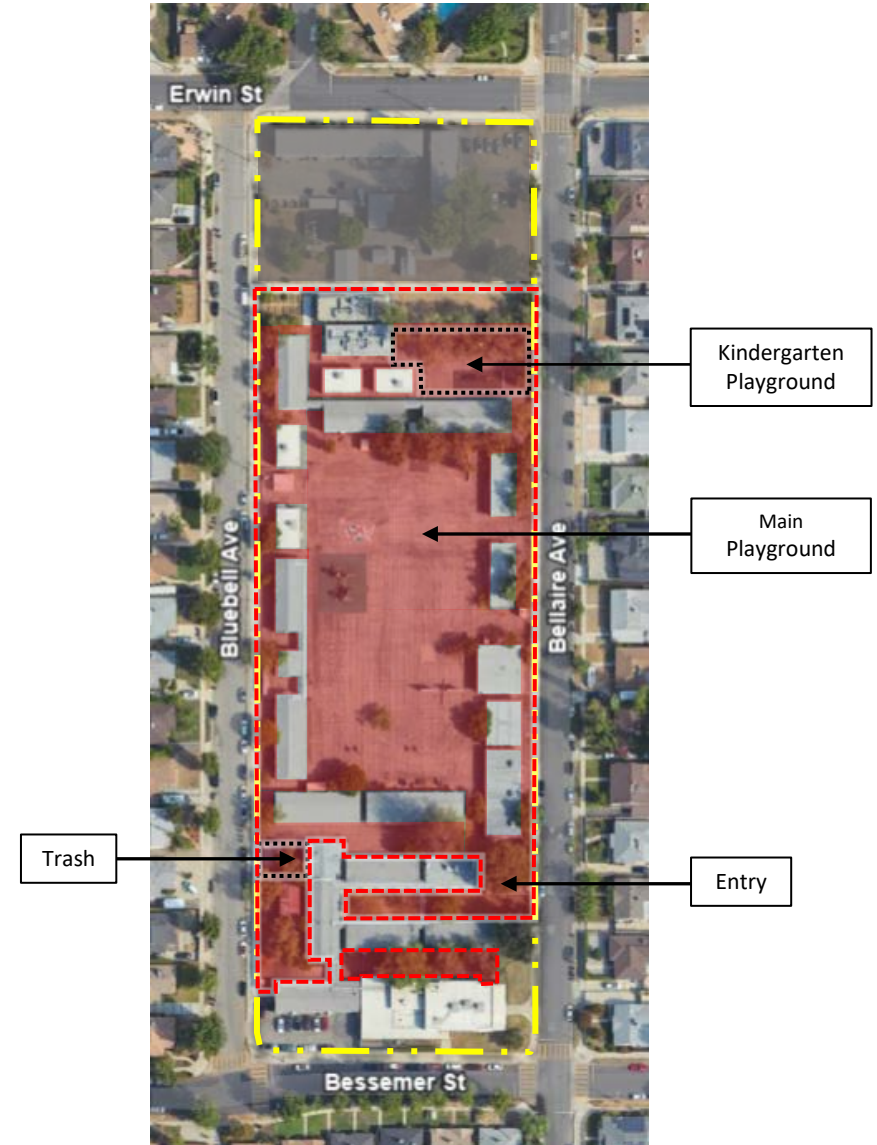 Erwin St
Kindergarten
Playground
Main
Playground
Bluebell Ave
Bellaire Ave
Trash
Entry
Bessemer St